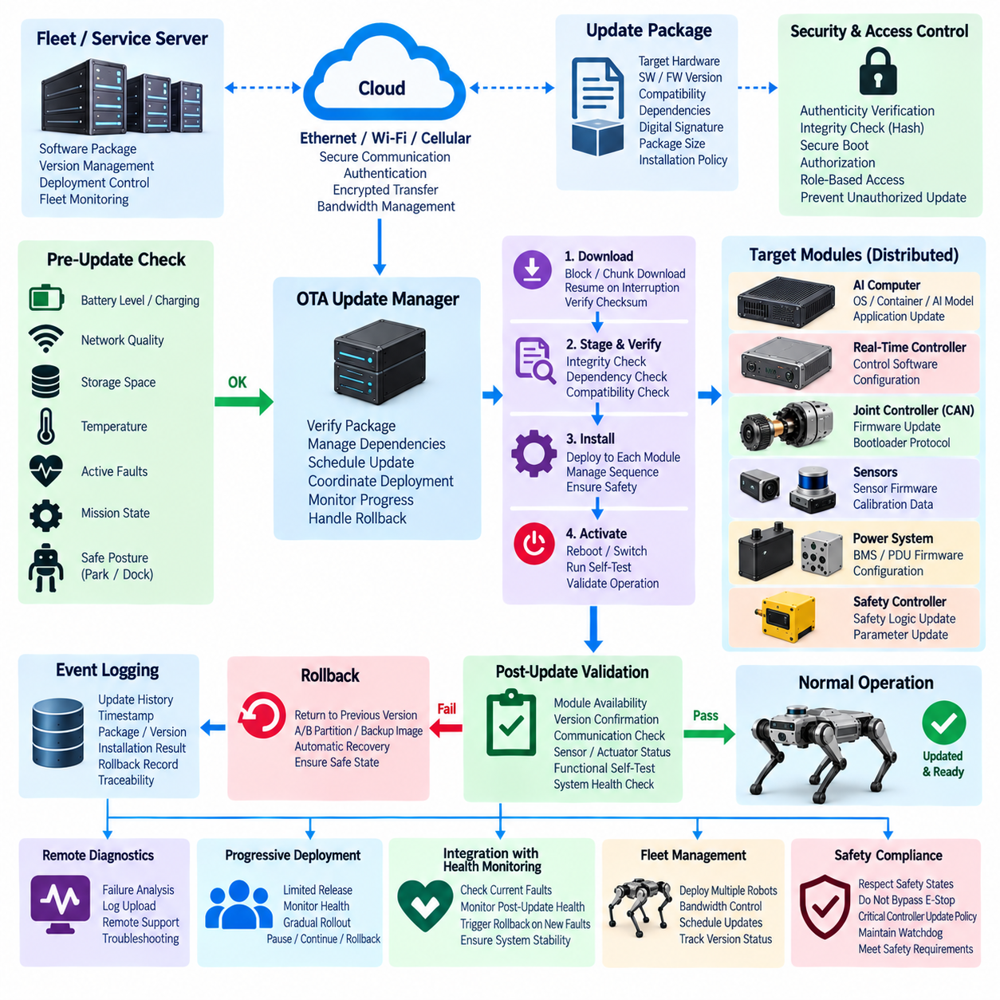 Fleet / Service Server
Software Package
Version Management
Deployment Control
Fleet Monitoring
Cloud
Ethernet / Wi-Fi / Cellular
Secure Communication
Authentication
Encrypted Transfer
Bandwidth Management
Update Package
Target Hardware
SW / FW Version
Compatibility
Dependencies
Digital Signature
Package Size
Installation Policy
Security & Access Control
Authenticity Verification
Integrity Check (Hash)
Secure Boot
Authorization
Role-Based Access
Prevent Unauthorized Update
Pre-Update Check
Battery Level / Charging
Network Quality
Storage Space
Temperature
Active Faults
Mission State
Safe Posture
(Park / Dock)
OK
OTA Update Manager
Verify Package
Manage Dependencies
Schedule Update
Coordinate Deployment
Monitor Progress
Handle Rollback
1. Download
Block / Chunk Download
Resume on Interruption
Verify Checksum
2. Stage & Verify
Integrity Check
Dependency Check
Compatibility Check
3. Install
Deploy to Each Module
Manage Sequence
Ensure Safety
4. Activate
Reboot / Switch
Run Self-Test
Validate Operation
Target Modules (Distributed)
AI Computer
OS / Container / AI Model
Application Update
Real-Time Controller
Control Software
Configuration
Joint Controller (CAN)
Firmware Update
Bootloader Protocol
Sensors
Sensor Firmware
Calibration Data
Power System
BMS / PDU Firmware
Configuration
Safety Controller
Safety Logic Update
Parameter Update
Event Logging
Update History
Timestamp
Package / Version
Installation Result
Rollback Record
Traceability
Rollback
Return to Previous Version
A/B Partition / Backup Image
Automatic Recovery
Ensure Safe State
Fail
Post-Update Validation
Module Availability
Version Confirmation
Communication Check
Sensor / Actuator Status
Functional Self-Test
System Health Check
Pass
Normal Operation
Updated
& Ready
Remote Diagnostics
Failure Analysis
Log Upload
Remote Support
Troubleshooting
Progressive Deployment
Limited Release
Monitor Health
Gradual Rollout
Pause / Continue / Rollback
Integration with
Health Monitoring
Check Current Faults
Monitor Post-Update Health
Trigger Rollback on New Faults
Ensure System Stability
Fleet Management
Deploy Multiple Robots
Bandwidth Control
Schedule Updates
Track Version Status
Safety Compliance
Respect Safety States
Do Not Bypass E-Stop
Critical Controller Update Policy
Maintain Watchdog
Meet Safety Requirements